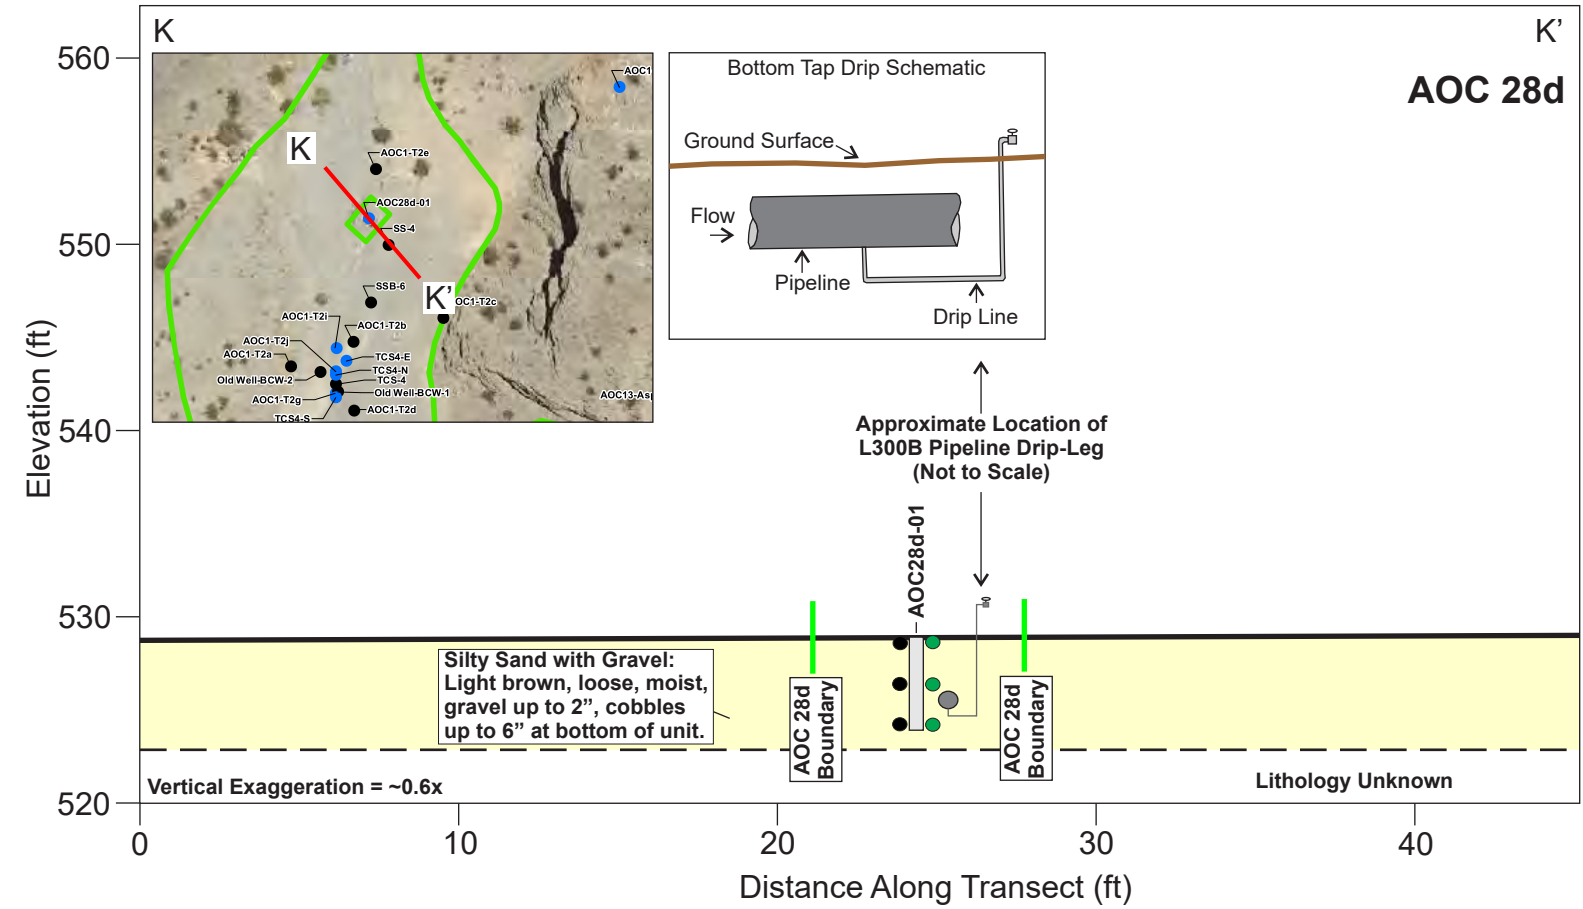 K
K’
AOC 28d
560
550
540
530
520
Elevation (ft)
K
K’
AOC1-T2e
AOC28d-01
SS-4
SSB-6
OC1-T2c
AOC1-T2i
AOC1-T2b
AOC1-T2j
AOC1-T2a
TCS4-E
TCS4-N
Old Well-BCW-2
TCS-4
Old Well-BCW-1
AOC1-T2g
AOC1-T2d
TCS4-S
AOC1
AOC13-Asp
Bottom Tap Drip Schematic
Ground Surface
Flow
Pipeline
Drip Line
Approximate Location of
L300B Pipeline Drip-Leg
(Not to Scale)
AOC28d-01
Silty Sand with Gravel:
Light brown, loose, moist,
gravel up to 2”, cobbles
up to 6” at bottom of unit.
AOC 28d
Boundary
AOC 28d
Boundary
Vertical Exaggeration = ~0.6x
Lithology Unknown
0
10
20
30
40
Distance Along Transect (ft)